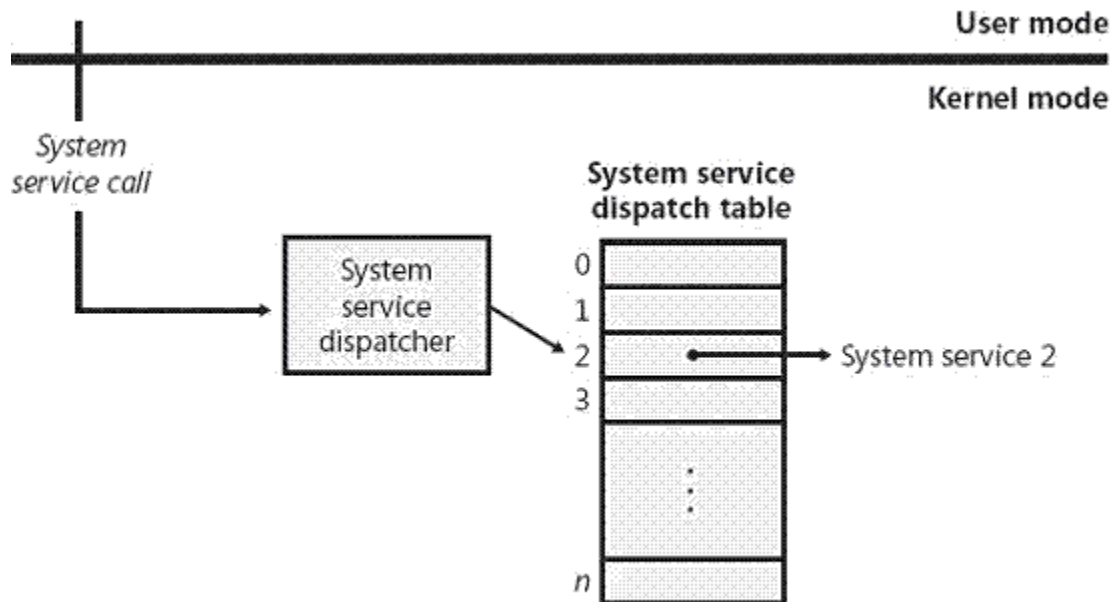 User mode
Kernel mode
System
service call
System service
dispatch table
System
service
dispatcher
0
1
2
3
n
System service 2